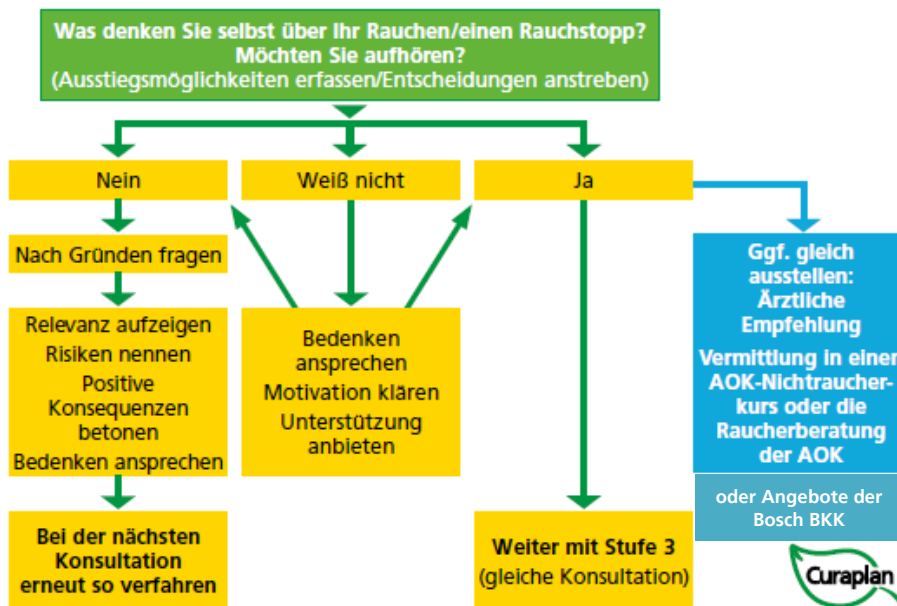 Was denken Sie selbst über Ihr Rauchen/einen Rauchstopp?
Möchten Sie aufhören?
(Ausstiegsmöglichkeiten erfassen/Entscheidungen anstreben)
Nein
Weiß nicht
Ja
Nach Gründen fragen
Relevanz aufzeigen
Risiken nennen
Positive
Konsequenzen
betonen
Bedenken ansprechen
Bei der nächsten
Konsultation
erneut so verfahren
Bedenken
ansprechen
Motivation klären
Unterstützung
anbieten
Weiter mit Stufe 3
(gleiche Konsultation)
Ggf. gleich
ausstellen:
Ärztliche
Empfehlung
Vermittlung in einen
AOK-Nichtraucher-
kurs oder die
Raucherberatung
der AOK
oder Angebote der
Bosch BKK
Curaplan